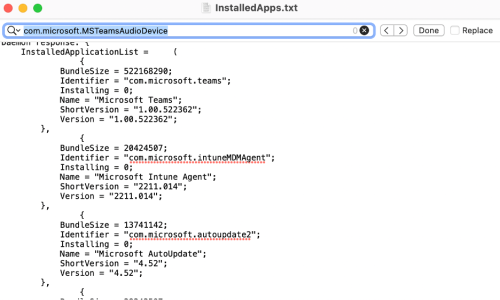 InstalledApps.txt
com.microsoft.MSTeamsAudioDevice 0 Done Replace
Daemon response: {
InstalledApplicationList = (
{
BundleSize = 522168290;
Identifier = "com.microsoft.teams";
Installing = 0;
Name = "Microsoft Teams";
ShortVersion = "1.00.522362";
Version = "1.00.522362";
},
{
BundleSize = 20424507;
Identifier = "com.microsoft.intuneMDMAgent";
Installing = 0;
Name = "Microsoft Intune Agent";
ShortVersion = "2211.014";
Version = "2211.014";
},
{
BundleSize = 13741142;
Identifier = "com.microsoft.autoupdate2";
Installing = 0;
Name = "Microsoft AutoUpdate";
ShortVersion = "4.52";
Version = "4.52";
},
{